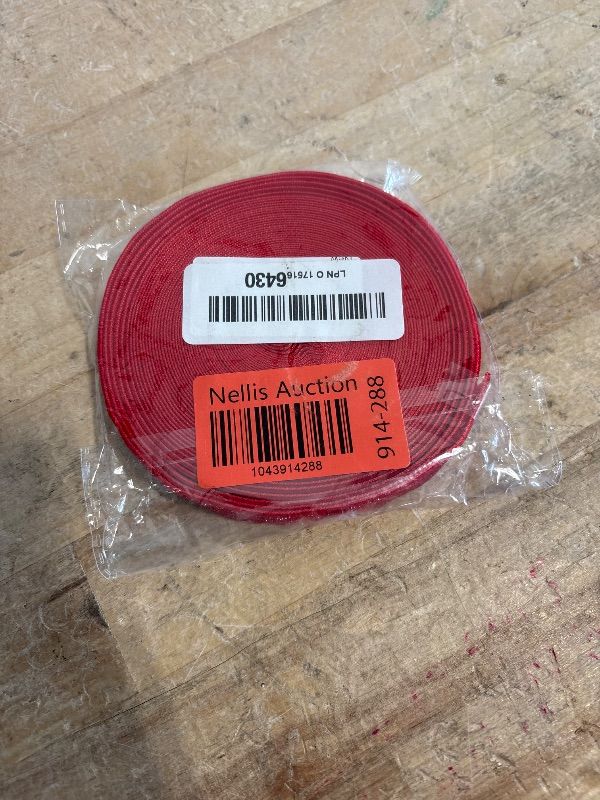 LPN O 17616 6430
Nellis Auction
1043914288
914-288